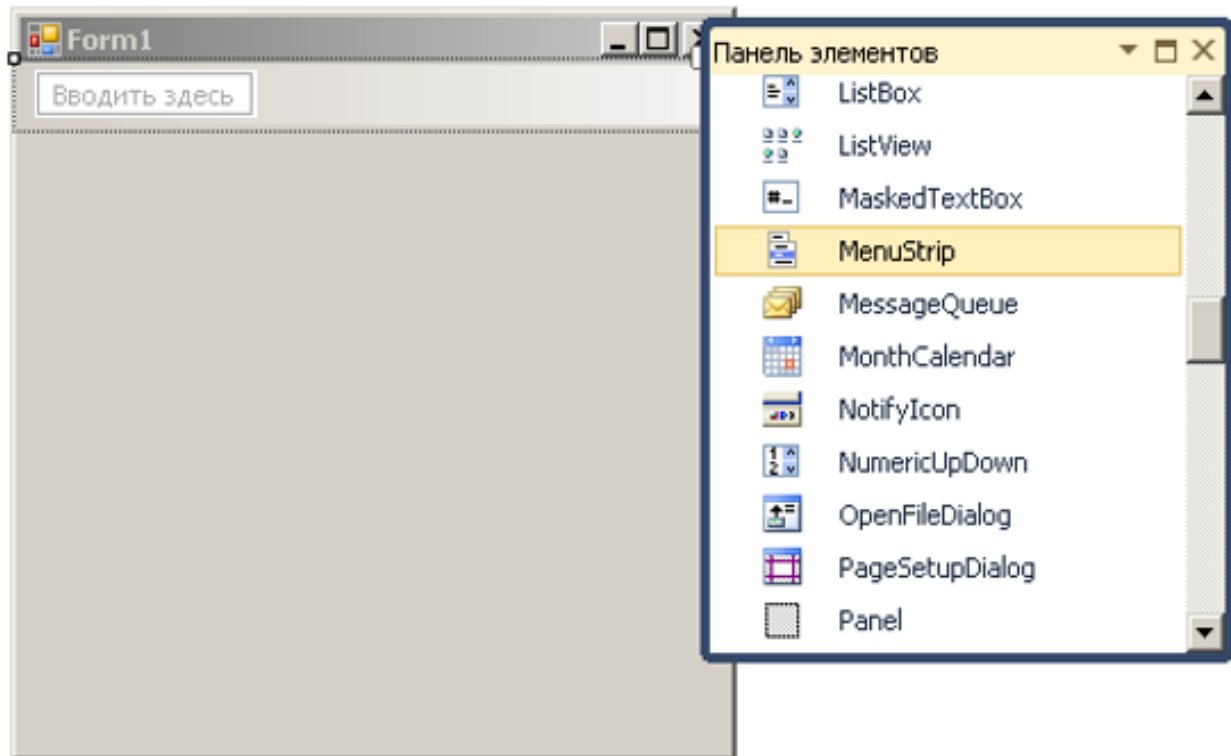 Form1
Вводить здесь
Панель элементов
ListBox
ListView
MaskedTextBox
MenuStrip
MessageQueue
MonthCalendar
NotifyIcon
NumericUpDown
OpenFileDialog
PageSetupDialog
Panel